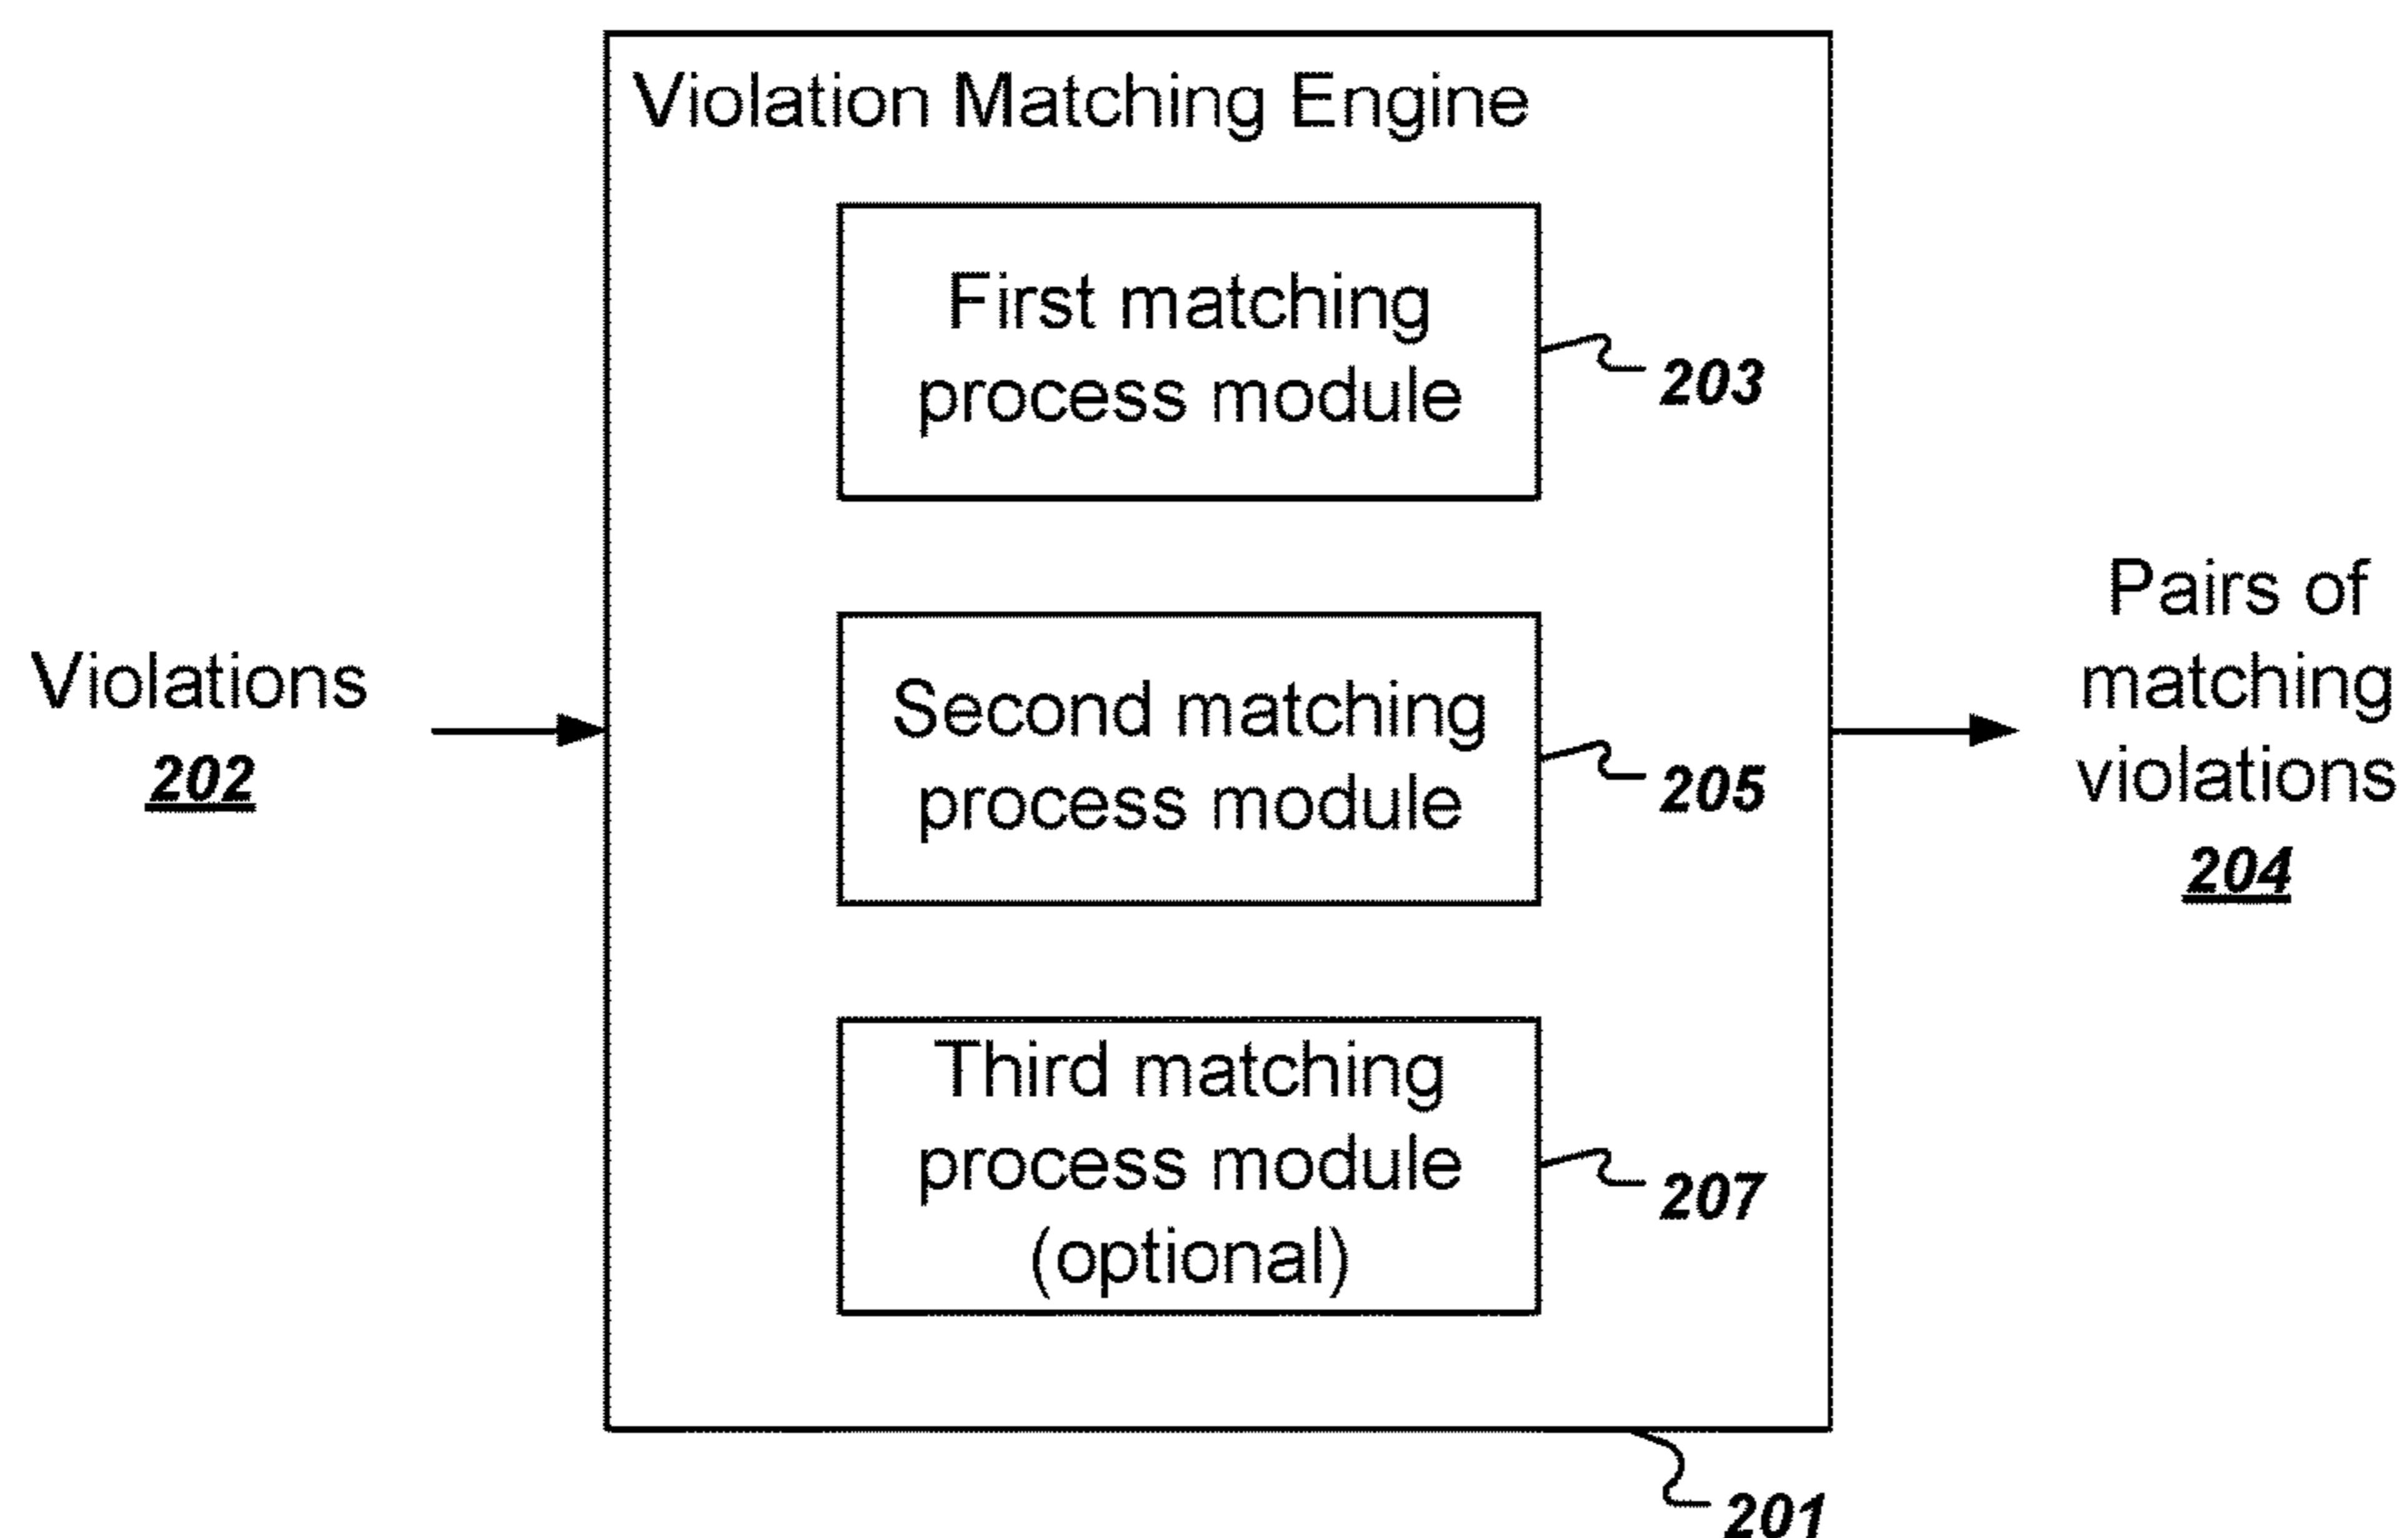 Violation Matching Engine
First matching
process module
203
Violations
202
Second matching
process module
205
Pairs of
matching
violations
204
Third matching
process module
(optional)
207
201